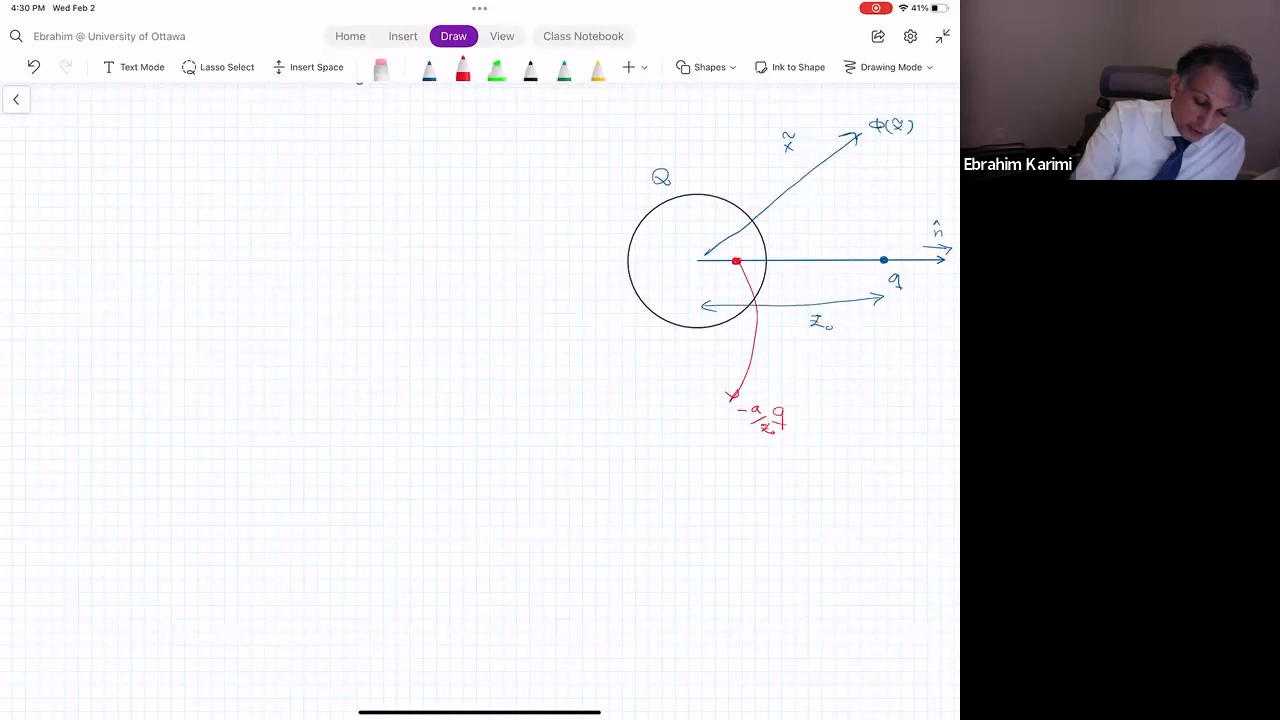 4:30 PM Wed Feb 2
41%
Ebrahim @ University of Ottawa
Home Insert Draw View Class Notebook
Text Mode Lasso Select Insert Space Shapes Ink to Shape Drawing Mode
Ebrahim Karimi
Φ(x̃)
x̃
Q
n̂
q
z₀
-a/z₀ q